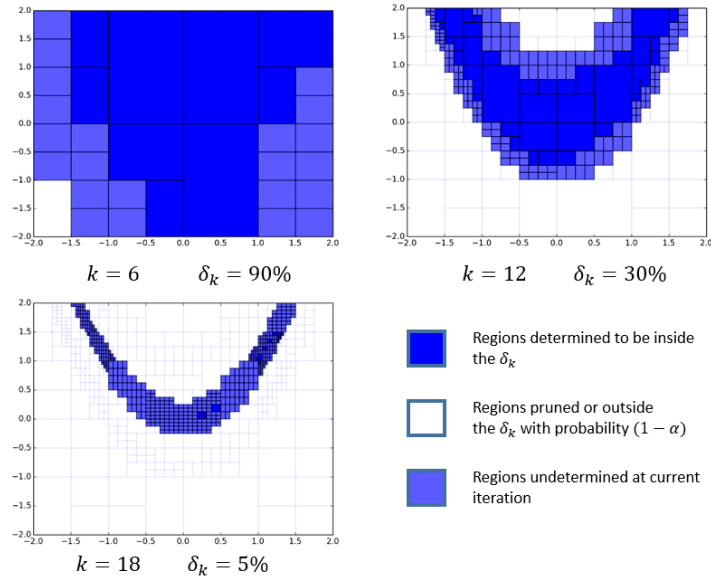 2.0
1.5
1.0
0.5
0.0
−0.5
−1.0
−1.5
−2.0
−2.0 −1.5 −1.0 −0.5 0.0 0.5 1.0 1.5 2.0
k = 6 δk = 90%
2.0
1.5
1.0
0.5
0.0
−0.5
−1.0
−1.5
−2.0
−2.0 −1.5 −1.0 −0.5 0.0 0.5 1.0 1.5 2.0
k = 12 δk = 30%
2.0
1.5
1.0
0.5
0.0
−0.5
−1.0
−1.5
−2.0
−2.0 −1.5 −1.0 −0.5 0.0 0.5 1.0 1.5 2.0
k = 18 δk = 5%
Regions determined to be inside
the δk
Regions pruned or outside
the δk with probability (1 − α)
Regions undetermined at current
iteration